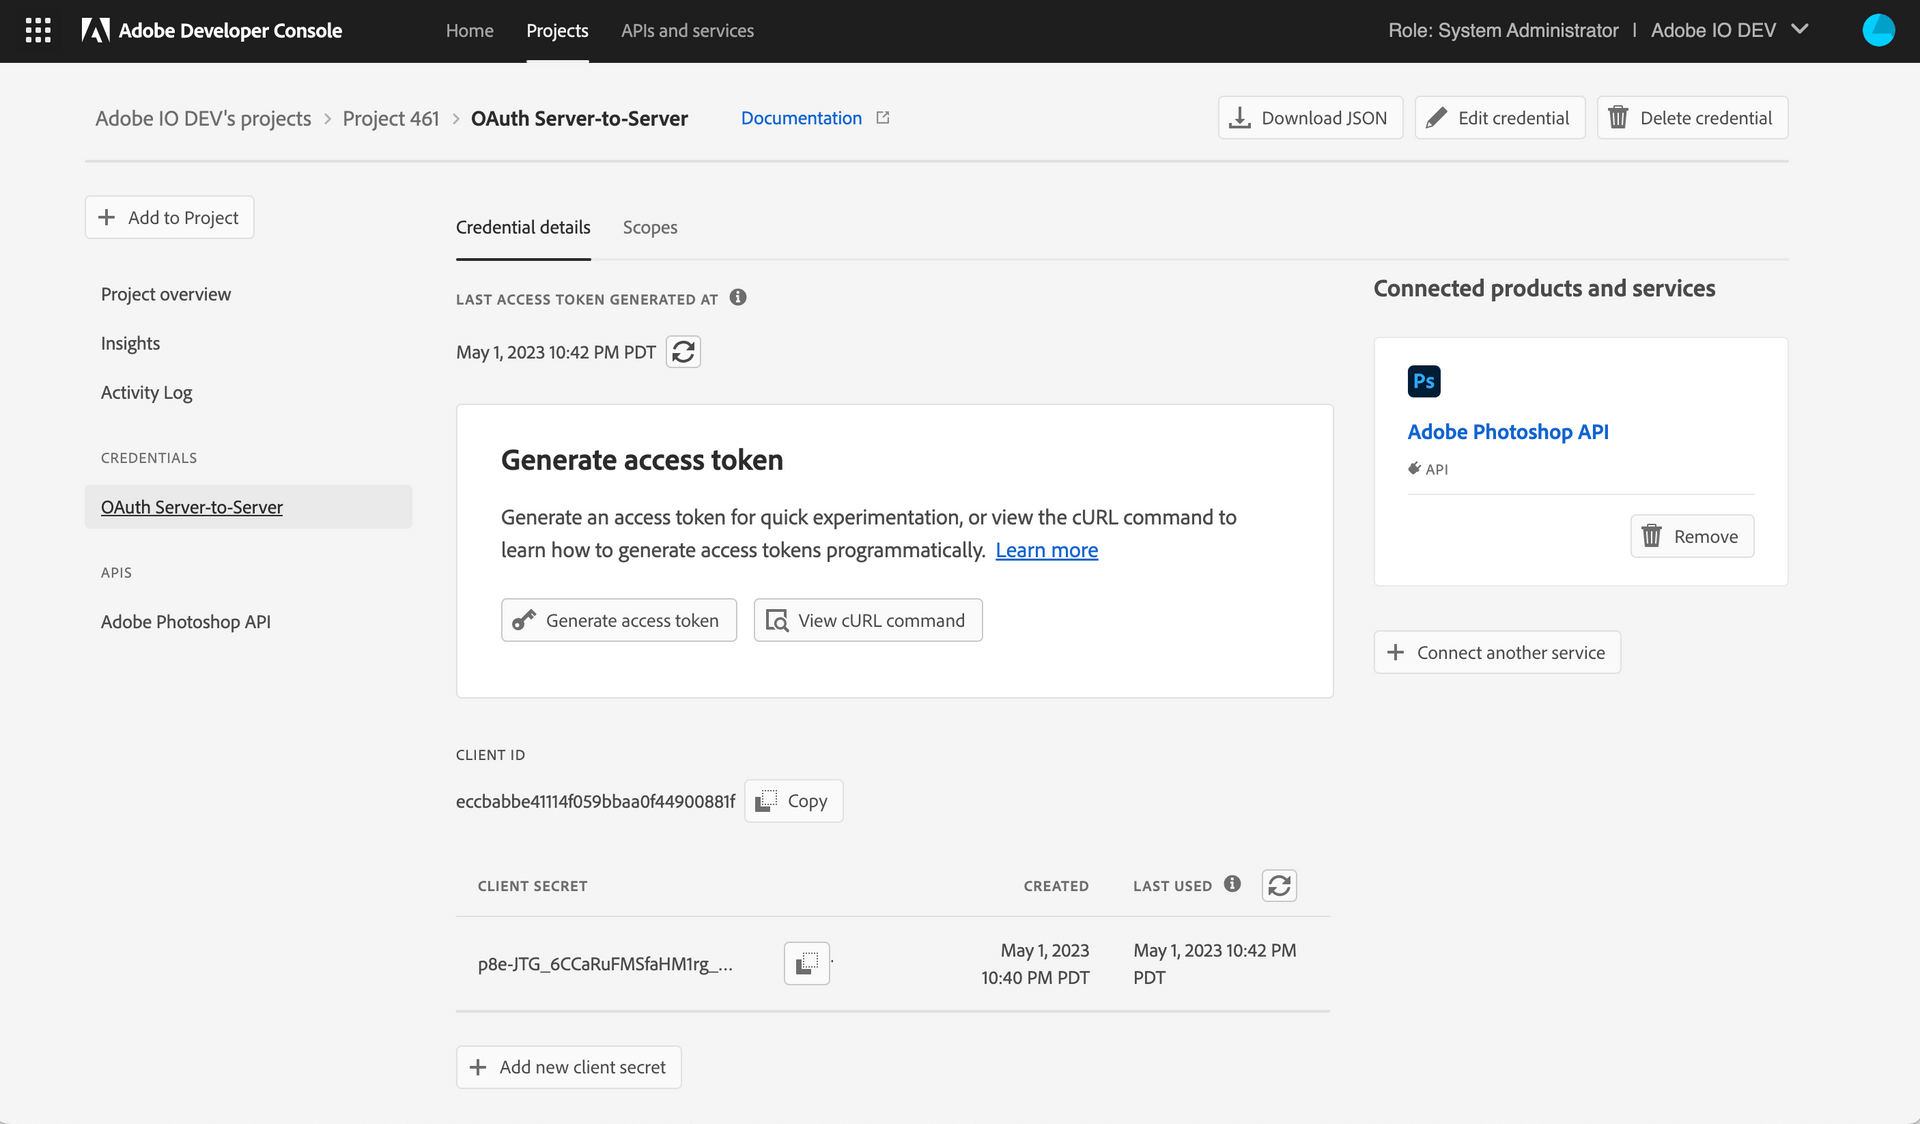 Adobe Developer Console
Home
Projects
APIs and services
Role: System Administrator | Adobe IO DEV
Adobe IO DEV's projects > Project 461 > OAuth Server-to-Server
Documentation
Download JSON
Edit credential
Delete credential
Add to Project
Project overview
Insights
Activity Log
CREDENTIALS
OAuth Server-to-Server
APIS
Adobe Photoshop API
Credential details
Scopes
LAST ACCESS TOKEN GENERATED AT
May 1, 2023 10:42 PM PDT
Generate access token
Generate an access token for quick experimentation, or view the cURL command to
learn how to generate access tokens programmatically. Learn more
Generate access token
View cURL command
CLIENT ID
eccbabbe41114f059bbaa0f44900881f
Copy
CLIENT SECRET
CREATED
LAST USED
p8e-JTG_6CCaRuFMSfaHM1rg_...
May 1, 2023
10:40 PM PDT
May 1, 2023 10:42 PM
PDT
Add new client secret
Connected products and services
Ps
Adobe Photoshop API
API
Remove
Connect another service